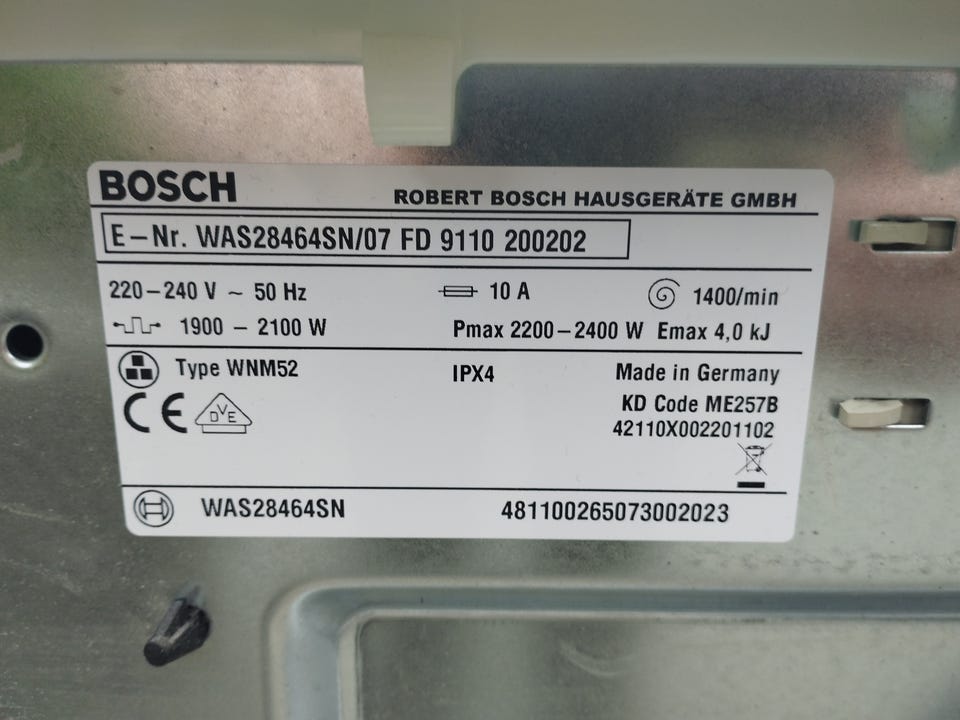 BOSCH
ROBERT BOSCH HAUSGERÄTE GMBH
E-Nr. WAS28464SN/07 FD 9110 200202
220-240 V ~ 50 Hz 10 A 1400/min
1900 - 2100 W Pmax 2200-2400 W Emax 4,0 kJ
Type WNM52 IPX4 Made in Germany
KD Code ME257B
CE DVE 42110X002201102
WAS28464SN 481100265073002023